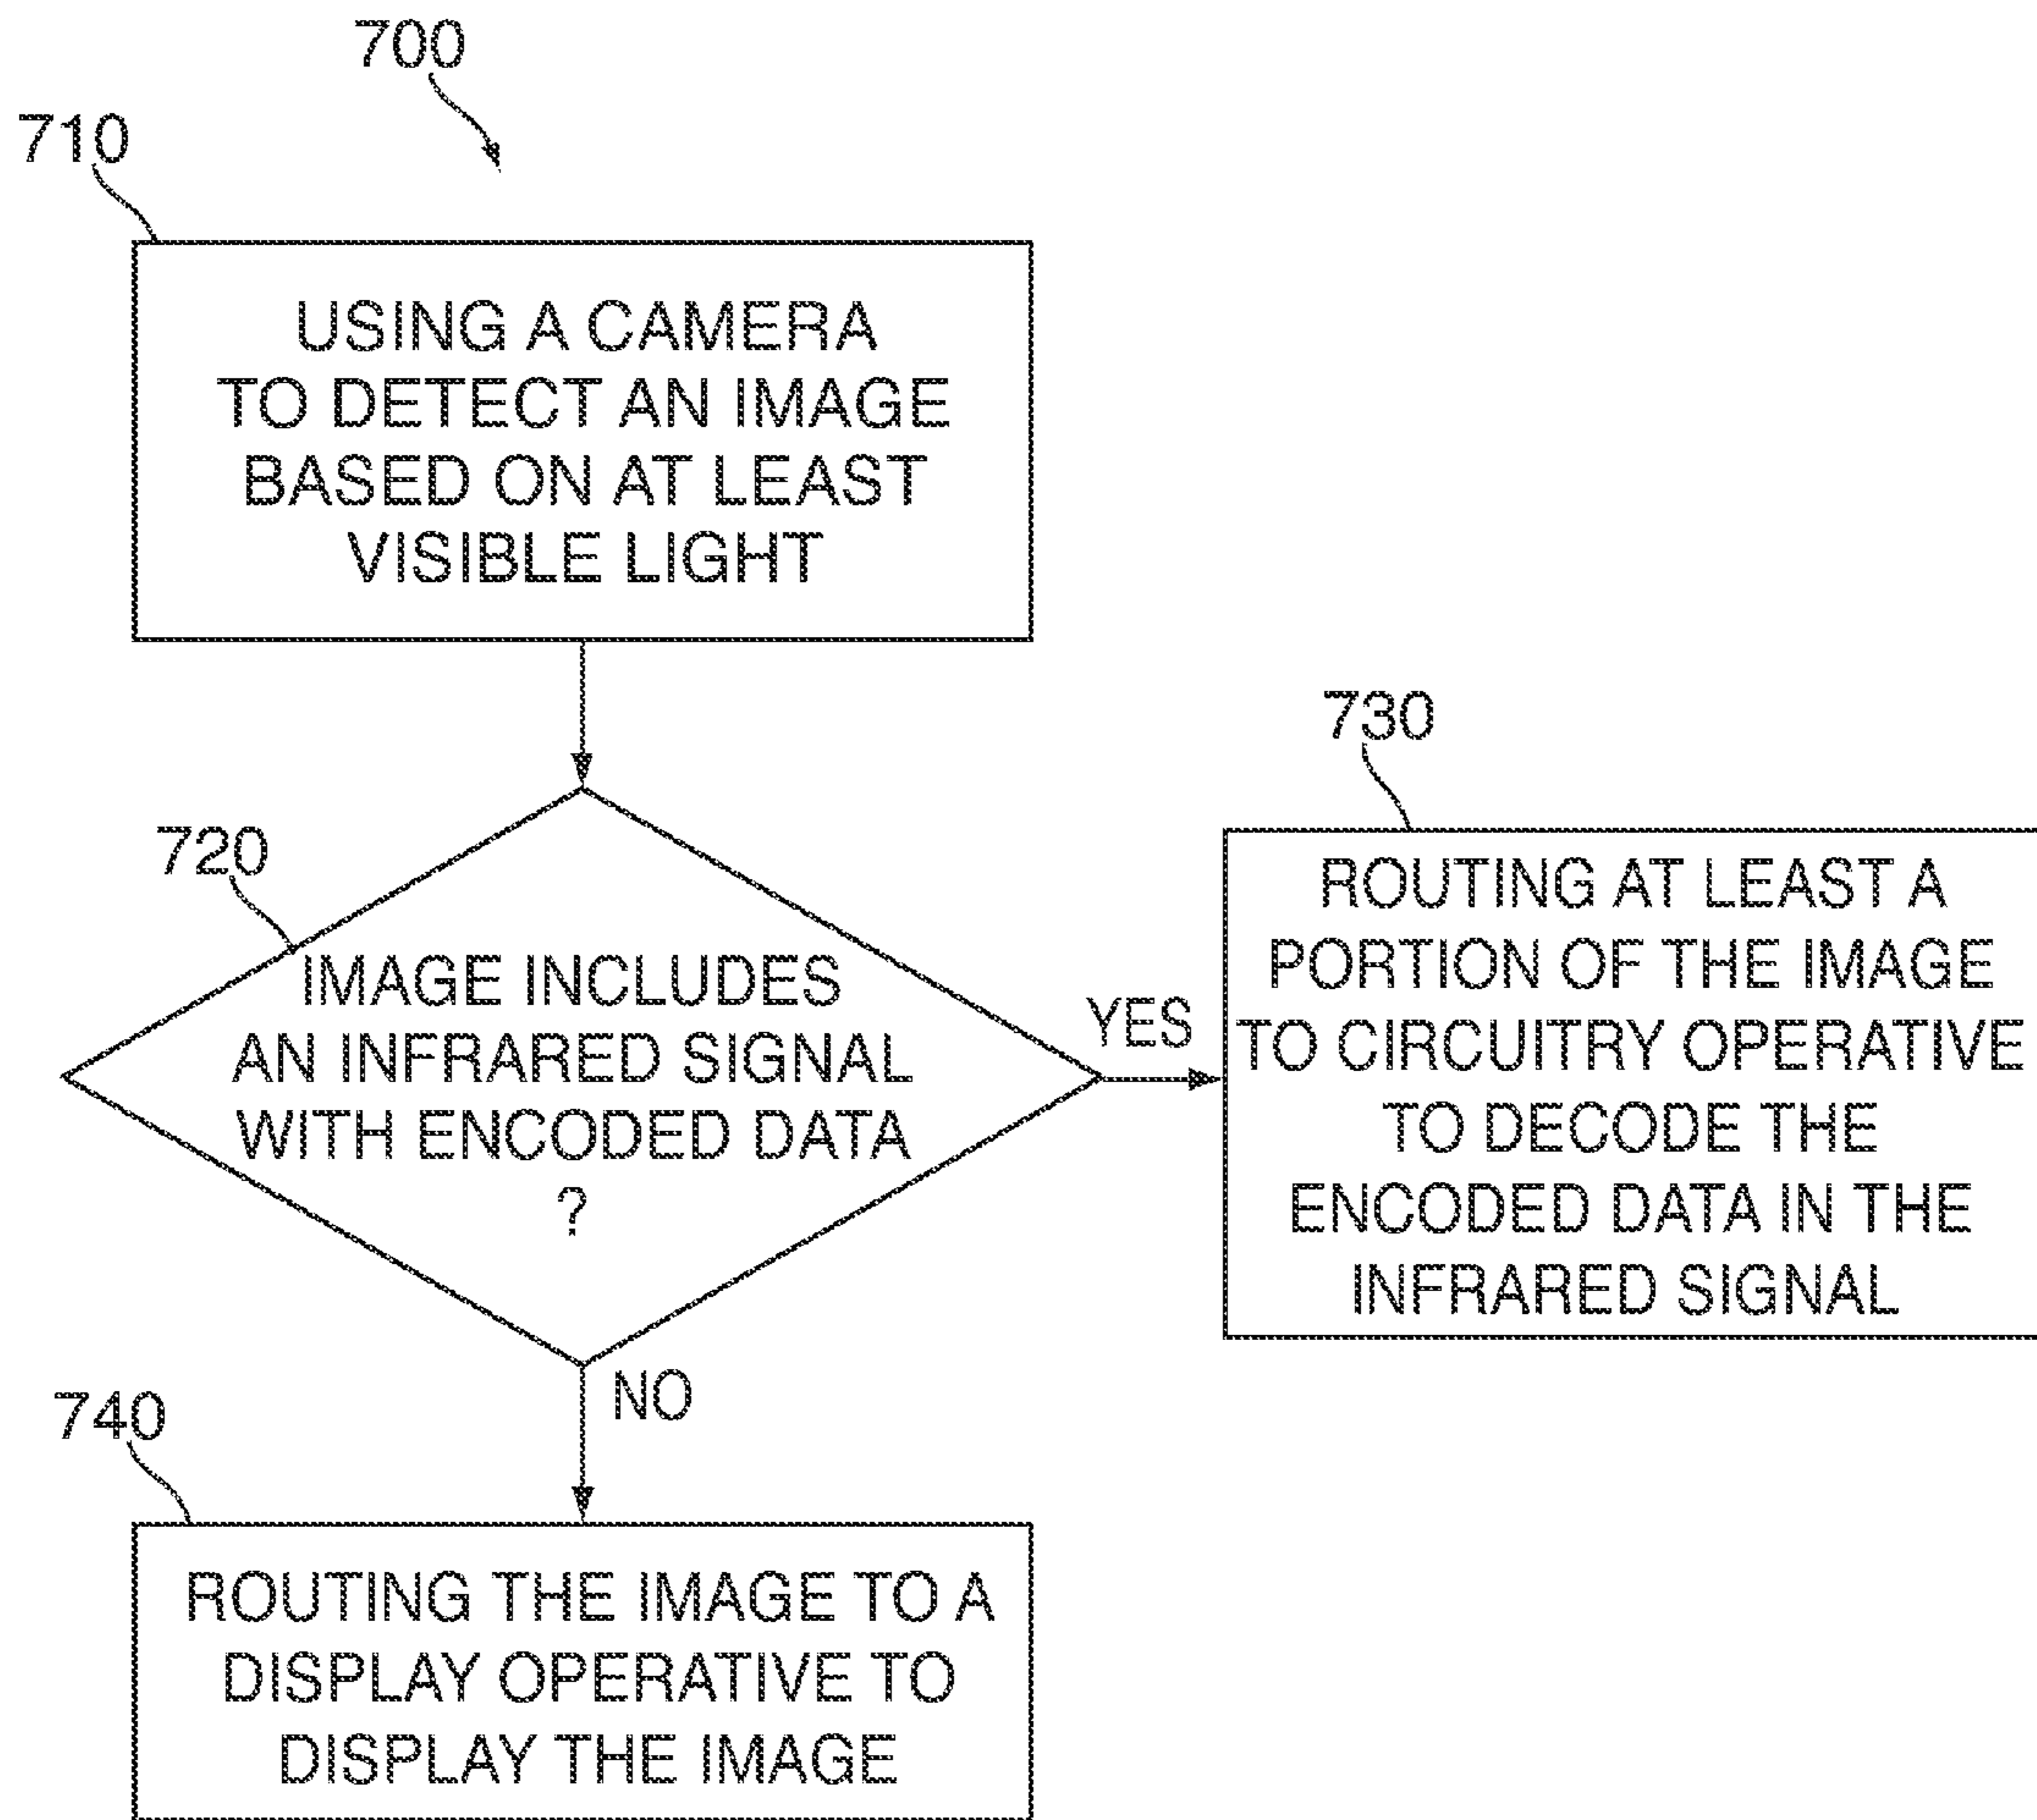 700
710
USING A CAMERA
TO DETECT AN IMAGE
BASED ON AT LEAST
VISIBLE LIGHT
720
IMAGE INCLUDES
AN INFRARED SIGNAL
WITH ENCODED DATA
?
YES
730
ROUTING AT LEAST A
PORTION OF THE IMAGE
TO CIRCUITRY OPERATIVE
TO DECODE THE
ENCODED DATA IN THE
INFRARED SIGNAL
NO
740
ROUTING THE IMAGE TO A
DISPLAY OPERATIVE TO
DISPLAY THE IMAGE